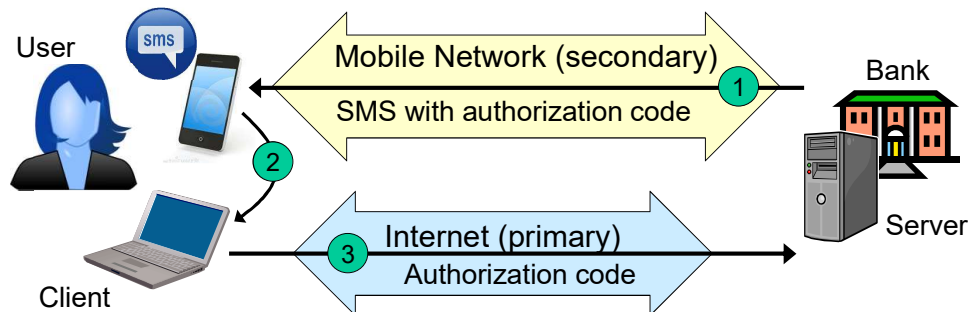 User
sms
Mobile Network (secondary)
1
SMS with authorization code
Bank
2
Server
Internet (primary)
3
Authorization code
Client